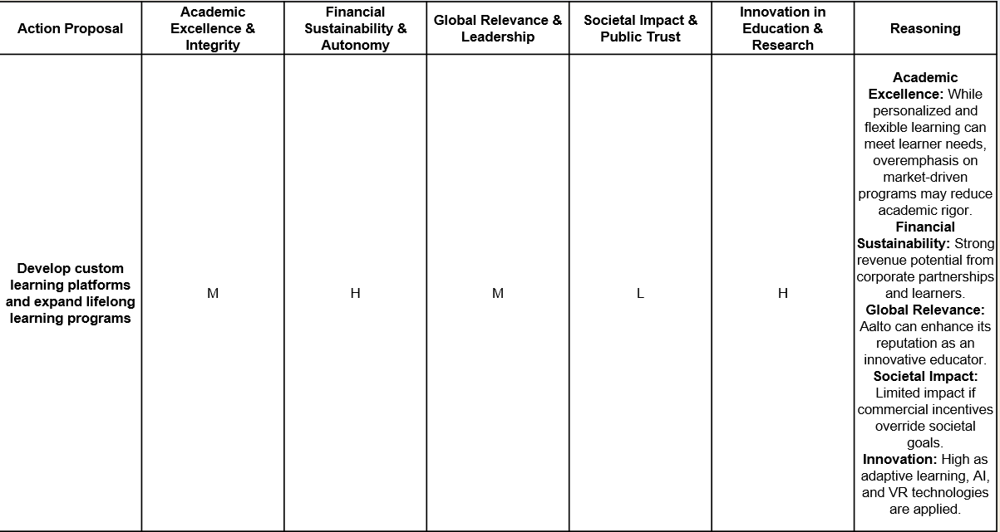 Action Proposal
Academic
Excellence &
Integrity
Financial
Sustainability &
Autonomy
Global Relevance &
Leadership
Societal Impact &
Public Trust
Innovation in
Education &
Research
Reasoning
Develop custom
learning platforms
and expand lifelong
learning programs
M
H
M
L
H
Academic
Excellence: While
personalized and
flexible learning can
meet learner needs,
overemphasis on
market-driven
programs may reduce
academic rigor.
Financial
Sustainability: Strong
revenue potential from
corporate partnerships
and learners.
Global Relevance:
Aalto can enhance its
reputation as an
innovative educator.
Societal Impact:
Limited impact if
commercial incentives
override societal
goals.
Innovation: High as
adaptive learning, AI,
and VR technologies
are applied.